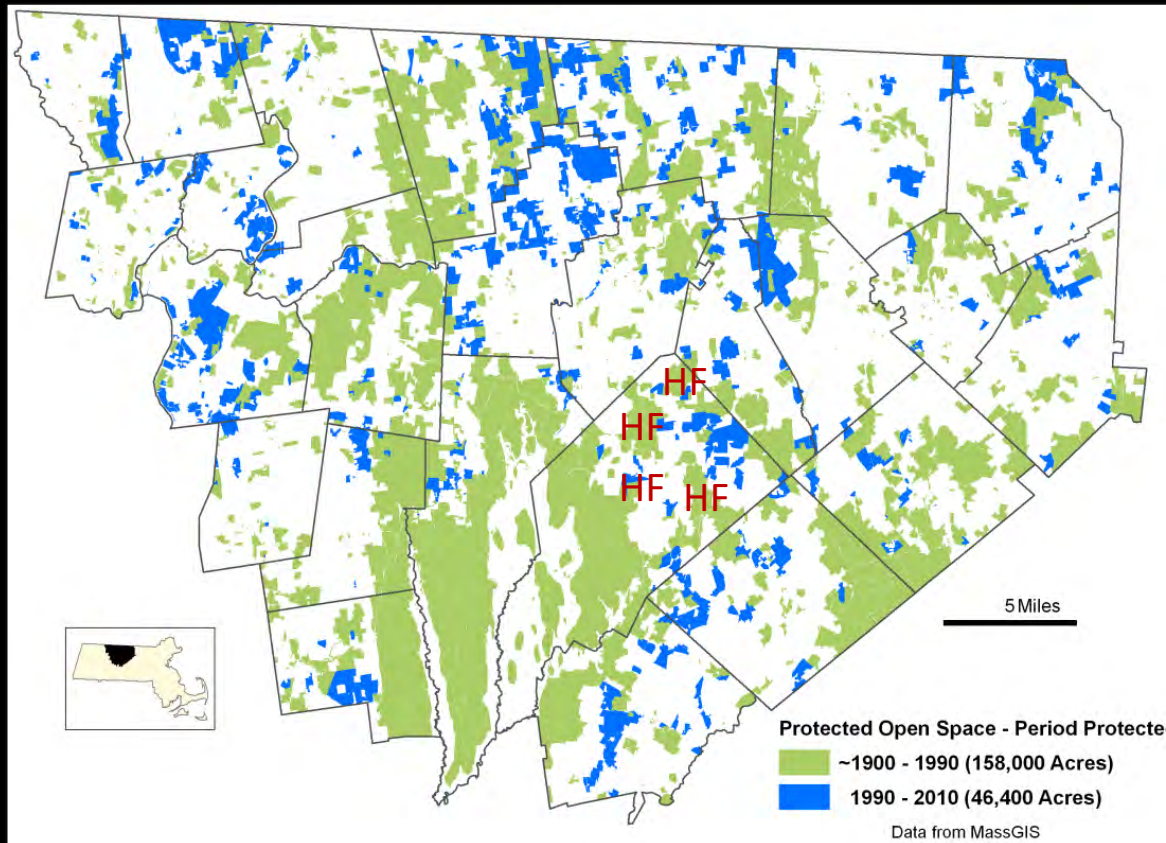 HF
HF
HF
HF
5 Miles
Protected Open Space - Period Protecte
~1900 - 1990 (158,000 Acres)
1990 - 2010 (46,400 Acres)
Data from MassGIS